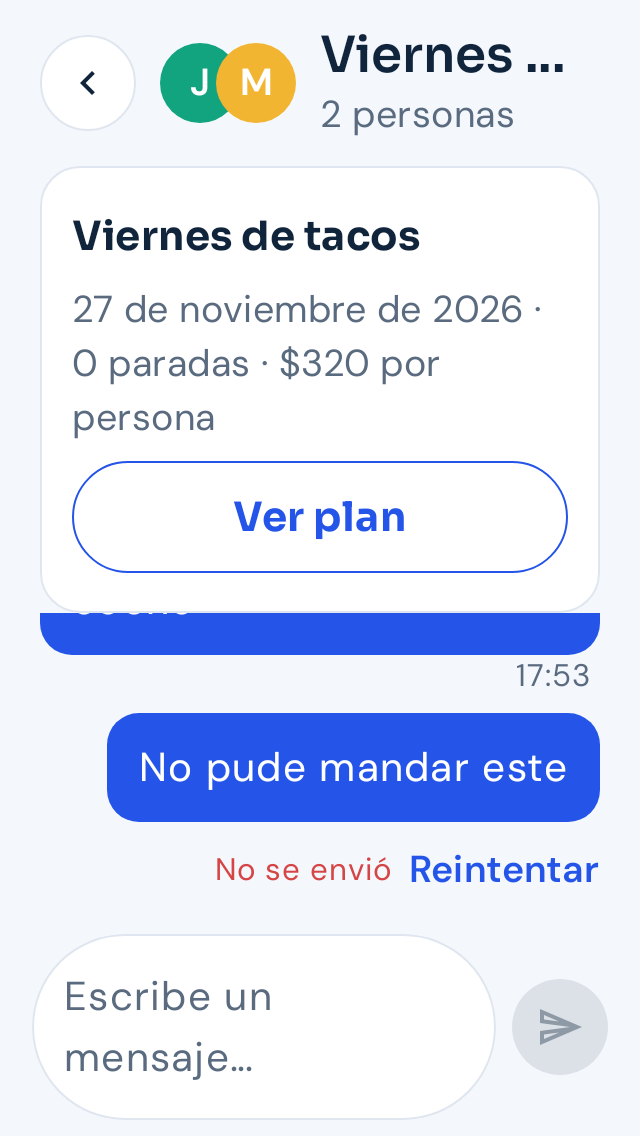 J M
Viernes ...
2 personas
Viernes de tacos
27 de noviembre de 2026 ·
0 paradas · $320 por
persona
Ver plan
17:53
No pude mandar este
No se envió Reintentar
Escribe un
mensaje...